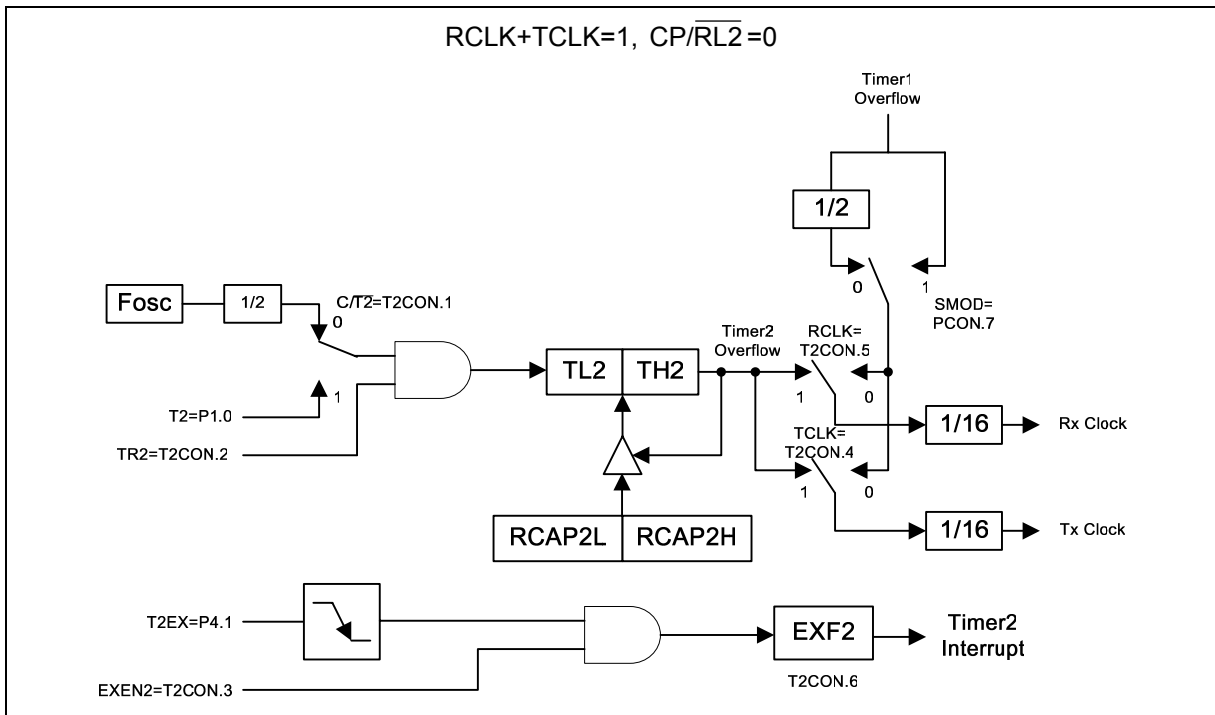 RCLK+TCLK=1, CP/RL2=0
Timer1
Overflow
1/2
0
1
SMOD=
PCON.7
Fosc
1/2
C/T2=T2CON.1
0
1
T2=P1.0
TR2=T2CON.2
TL2
TH2
Timer2
Overflow
RCLK=
T2CON.5
1
0
1/16
Rx Clock
TCLK=
T2CON.4
1
0
1/16
Tx Clock
RCAP2L
RCAP2H
T2EX=P4.1
EXEN2=T2CON.3
EXF2
T2CON.6
Timer2
Interrupt